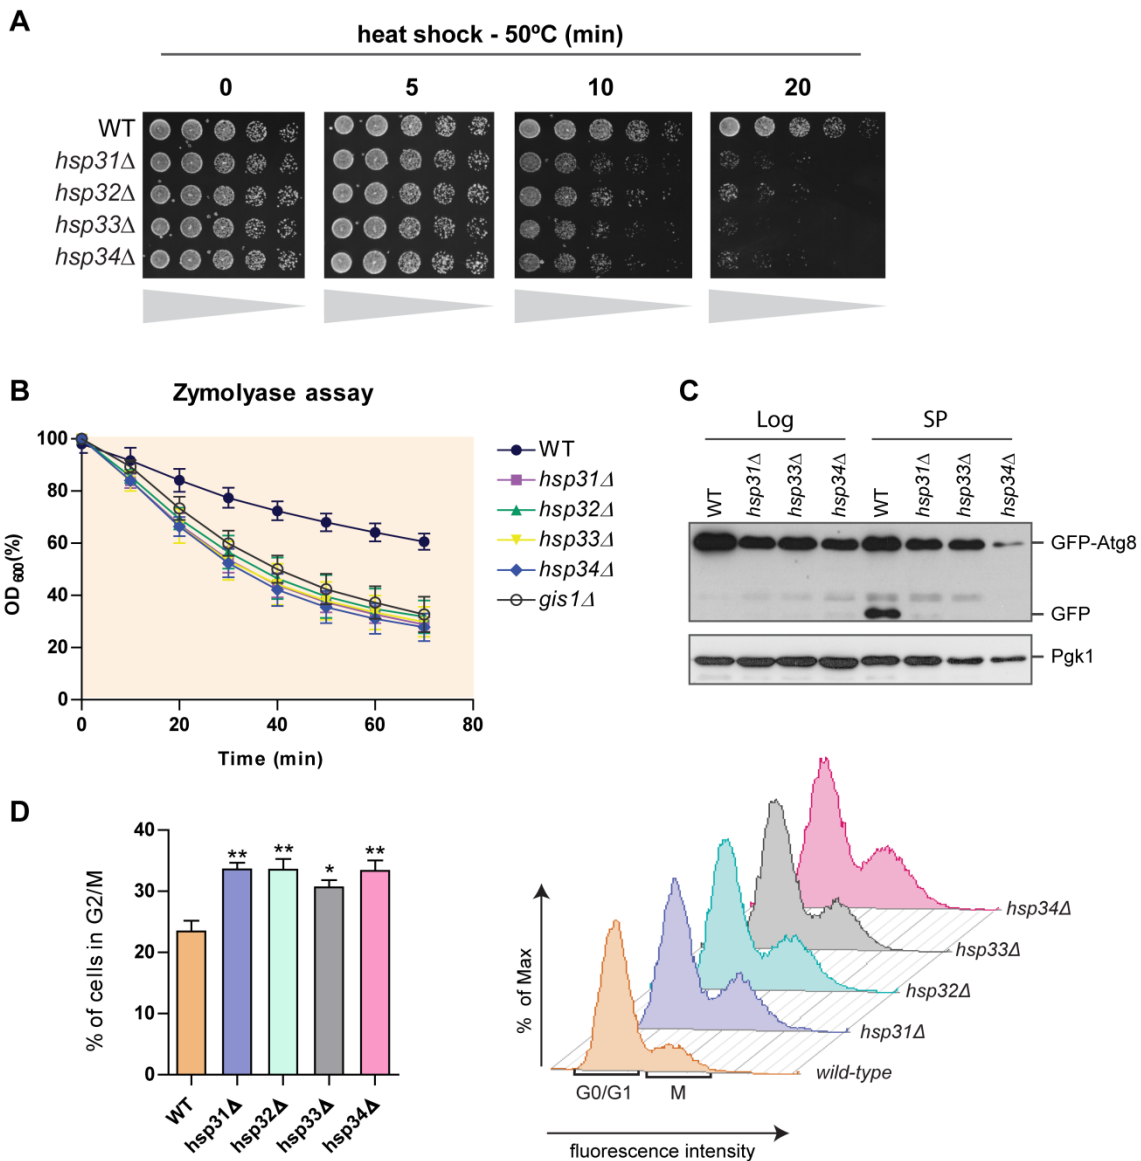 A
heat shock - 50ºC (min)
0 5 10 20
WT
hsp31Δ
hsp32Δ
hsp33Δ
hsp34Δ
B
Zymolyase assay
OD600(%)
100
80
60
40
20
0
0 20 40 60 80
Time (min)
WT
hsp31Δ
hsp32Δ
hsp33Δ
hsp34Δ
gis1Δ
C
Log SP
WT hsp31Δ hsp33Δ hsp34Δ WT hsp31Δ hsp33Δ hsp34Δ
GFP-Atg8
GFP
Pgk1
D
% of cells in G2/M
40
30
20
10
0
** ** * **
WT hsp31Δ hsp32Δ hsp33Δ hsp34Δ
% of Max
hsp34Δ
hsp33Δ
hsp32Δ
hsp31Δ
wild-type
G0/G1 M
fluorescence intensity